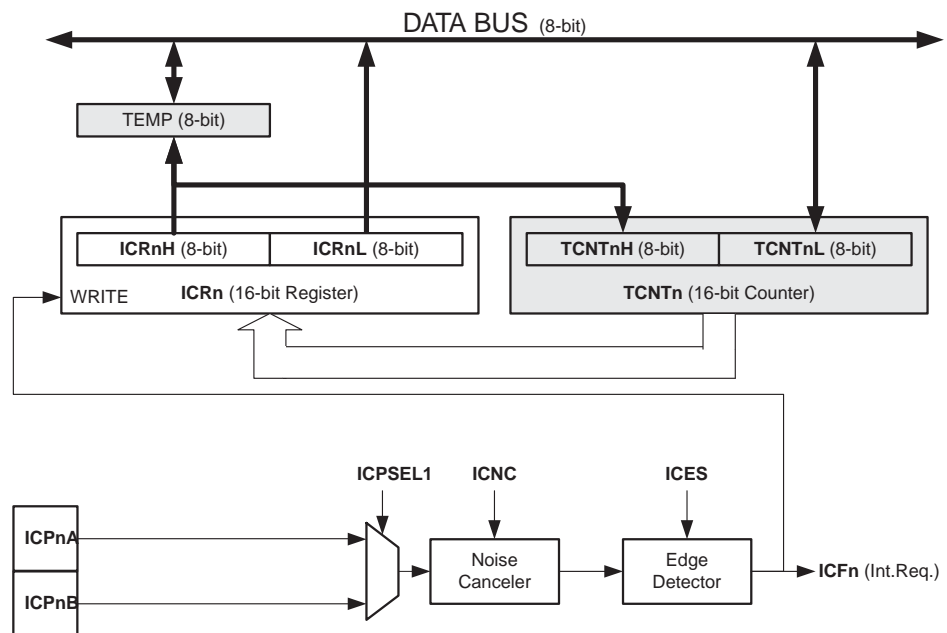 DATA BUS (8-bit)
TEMP (8-bit)
ICRnH (8-bit) ICRnL (8-bit) TCNTnH (8-bit) TCNTnL (8-bit)
WRITE ICRn (16-bit Register) TCNTn (16-bit Counter)
ICPSEL1 ICNC ICES
ICPnA
Noise
Canceler
Edge
Detector
ICFn (Int.Req.)
ICPnB